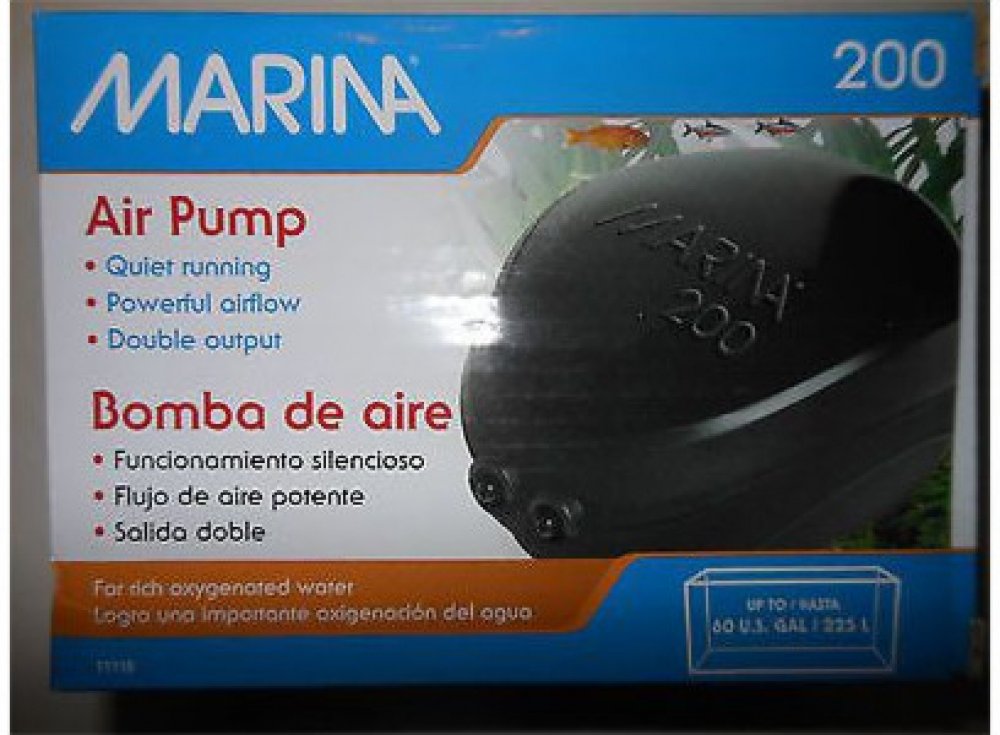 MARINA
200
Air Pump
• Quiet running
• Powerful airflow
• Double output
MARINA
200
Bomba de aire
• Funcionamiento silencioso
• Flujo de aire potente
• Salida doble
For rich oxygenated water
Logra una importante oxigenación del agua
UP TO / HASTA
60 U.S. GAL / 225 L